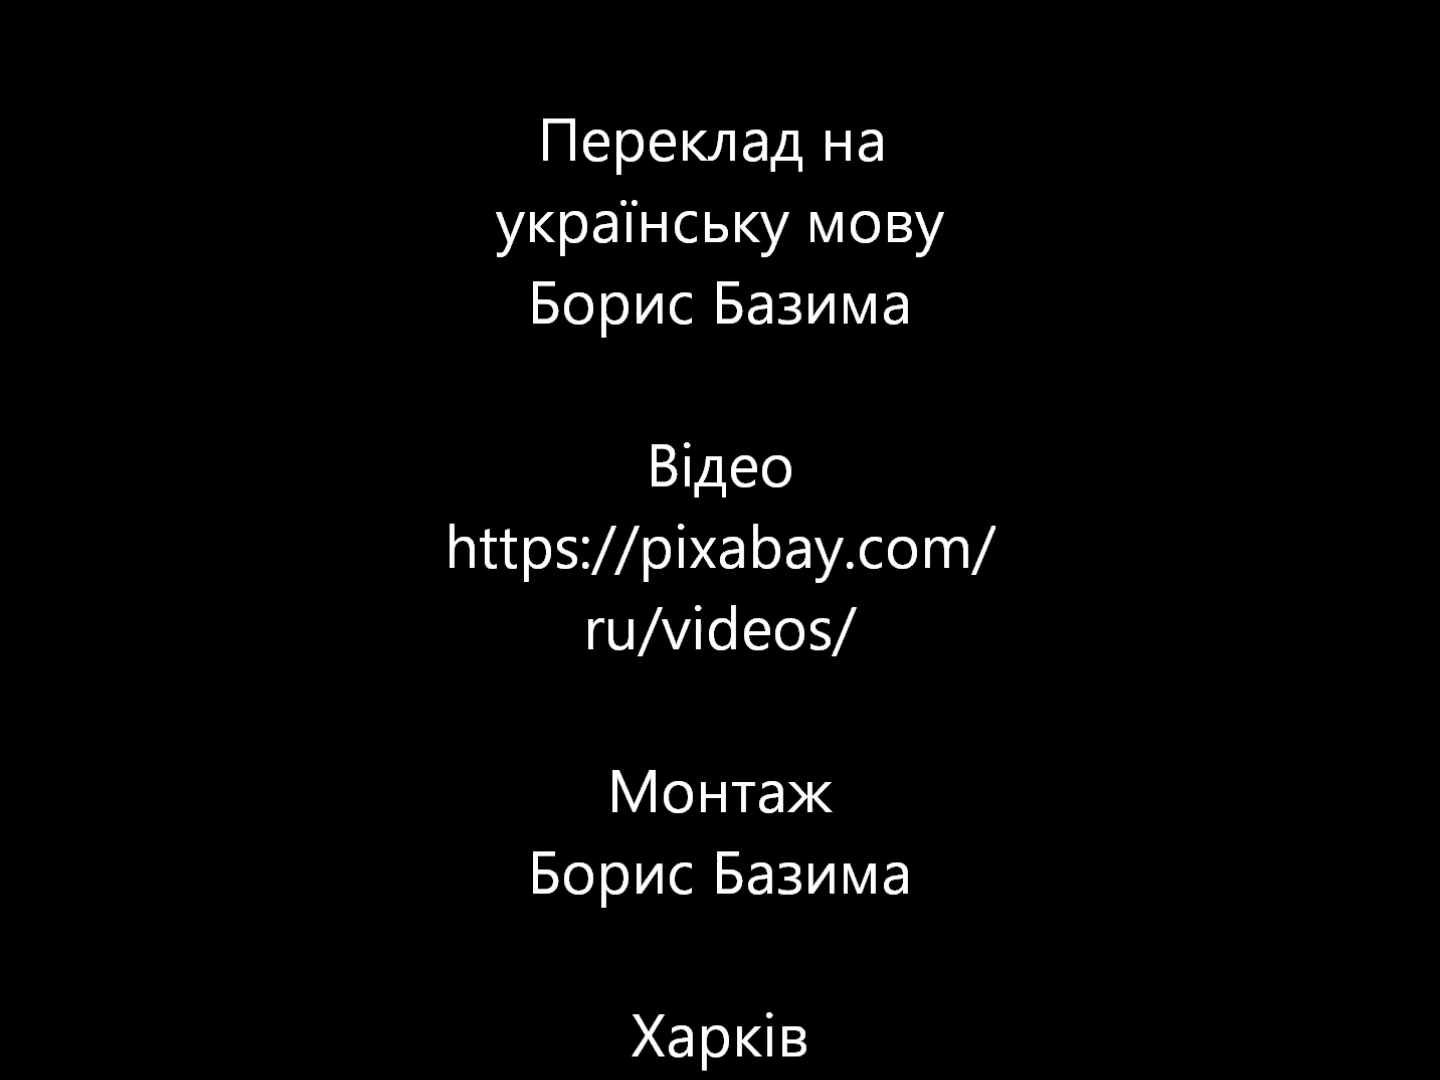 Переклад на
українську мову
Борис Базима
Відео
https://pixabay.com/
ru/videos/
Монтаж
Борис Базима
Харків